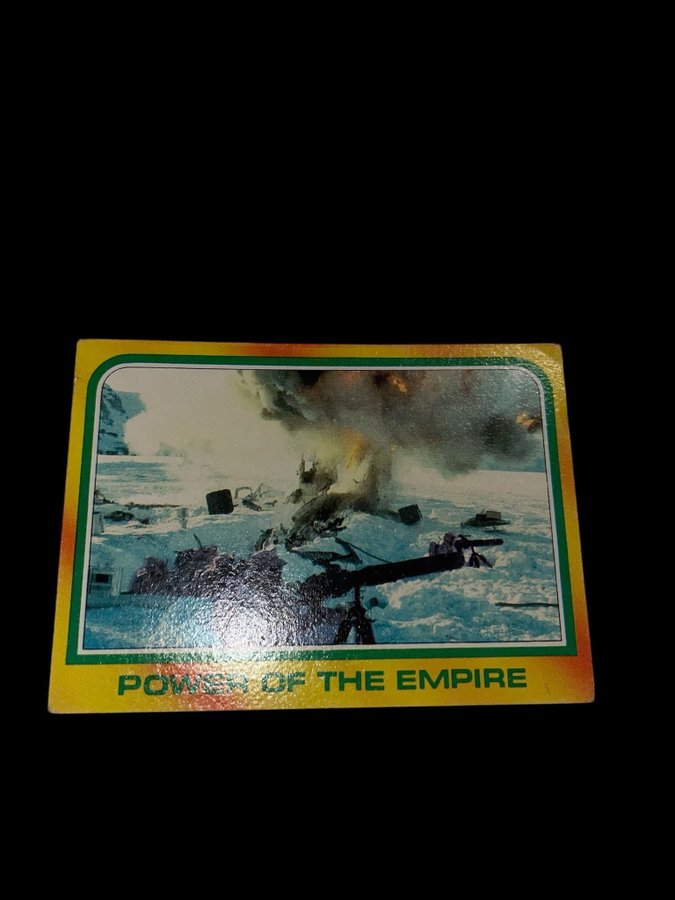 POWER OF THE EMPIRE